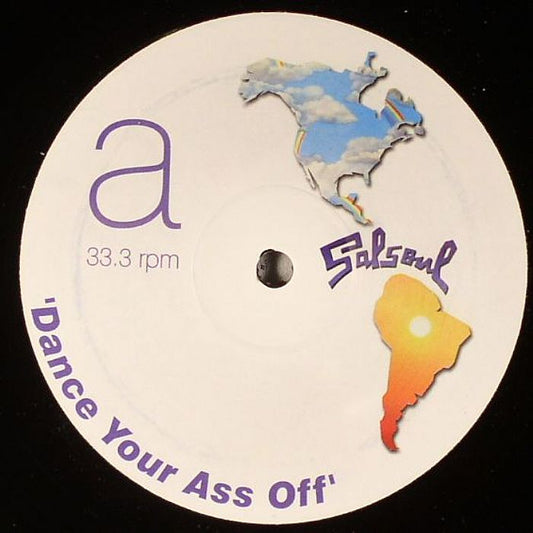 a
33.3 rpm
Salsoul
'Dance Your Ass Off'